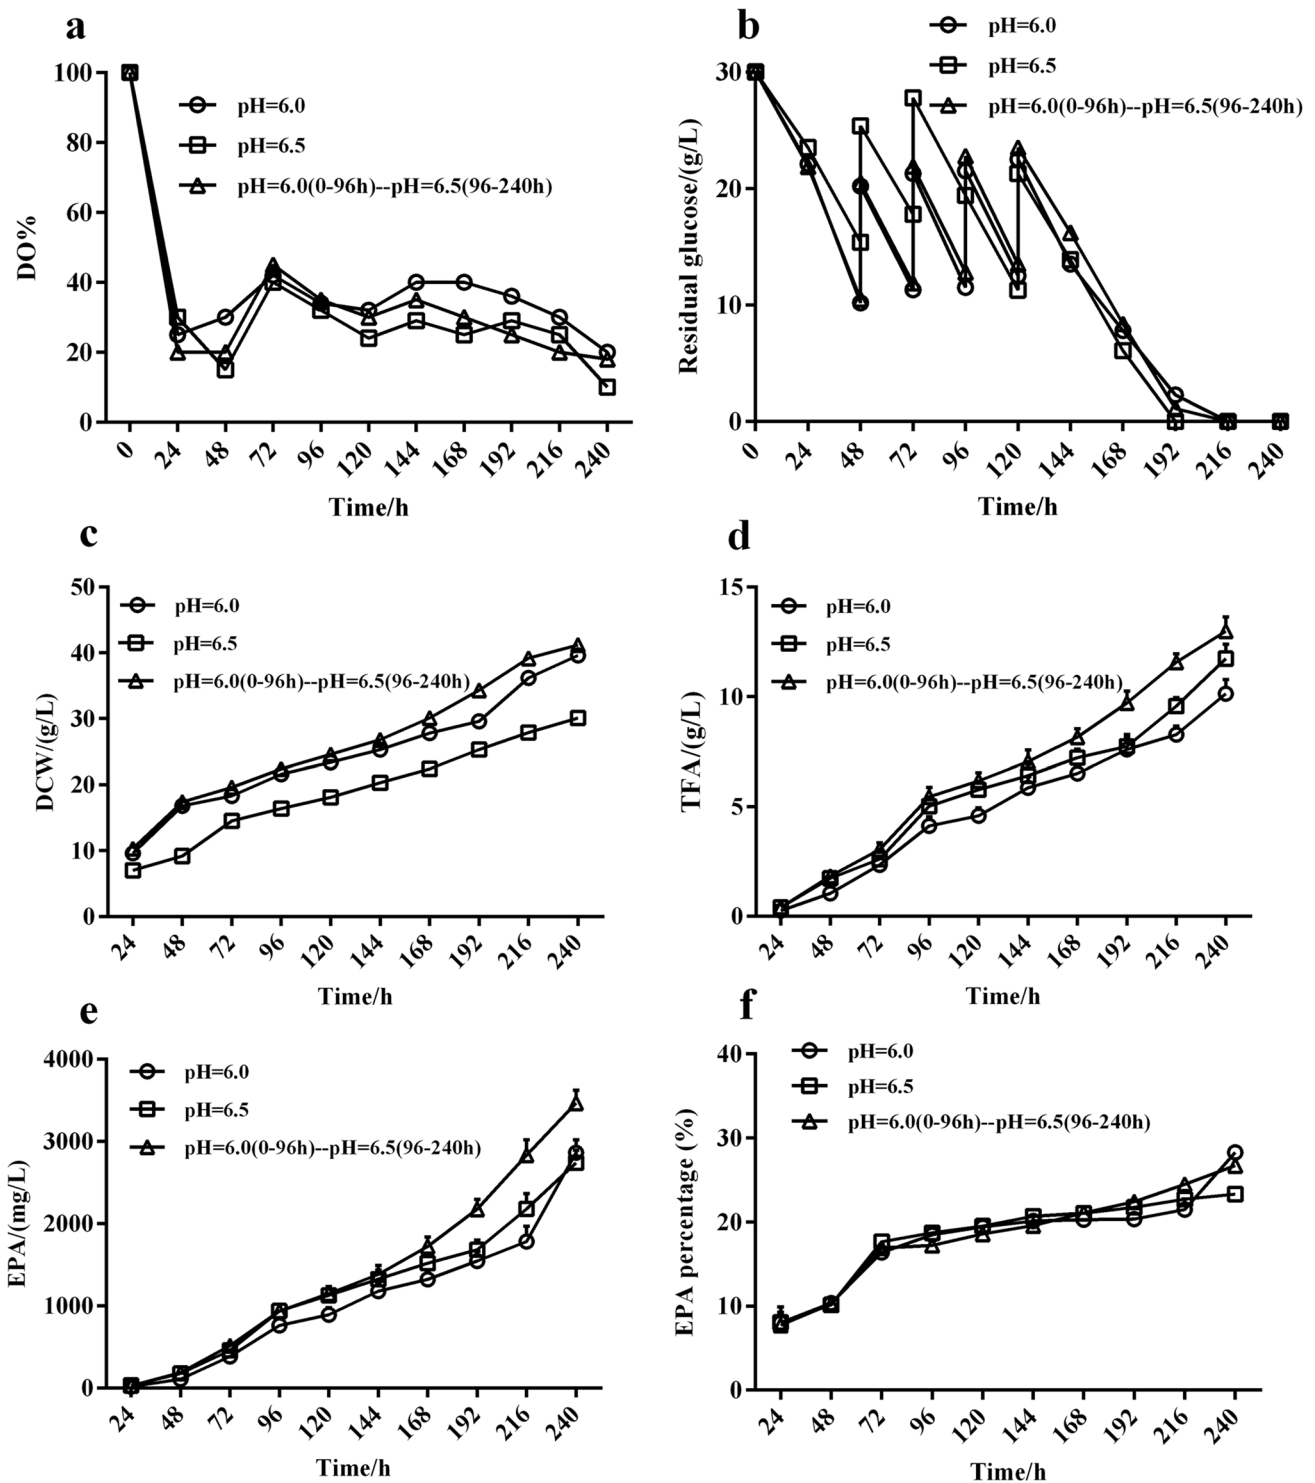 a
DO%
100
80
60
40
20
0
pH=6.0
pH=6.5
pH=6.0(0-96h)--pH=6.5(96-240h)
0 24 48 72 96 120 144 168 192 216 240
Time/h
b
Residual glucose/(g/L)
30
20
10
0
pH=6.0
pH=6.5
pH=6.0(0-96h)--pH=6.5(96-240h)
0 24 48 72 96 120 144 168 192 216 240
Time/h
c
DCW/(g/L)
50
40
30
20
10
0
pH=6.0
pH=6.5
pH=6.0(0-96h)--pH=6.5(96-240h)
24 48 72 96 120 144 168 192 216 240
Time/h
d
TFA/(g/L)
15
10
5
0
pH=6.0
pH=6.5
pH=6.0(0-96h)--pH=6.5(96-240h)
24 48 72 96 120 144 168 192 216 240
Time/h
e
EPA/(mg/L)
4000
3000
2000
1000
0
pH=6.0
pH=6.5
pH=6.0(0-96h)--pH=6.5(96-240h)
24 48 72 96 120 144 168 192 216 240
Time/h
f
EPA percentage (%)
40
30
20
10
0
pH=6.0
pH=6.5
pH=6.0(0-96h)--pH=6.5(96-240h)
24 48 72 96 120 144 168 192 216 240
Time/h